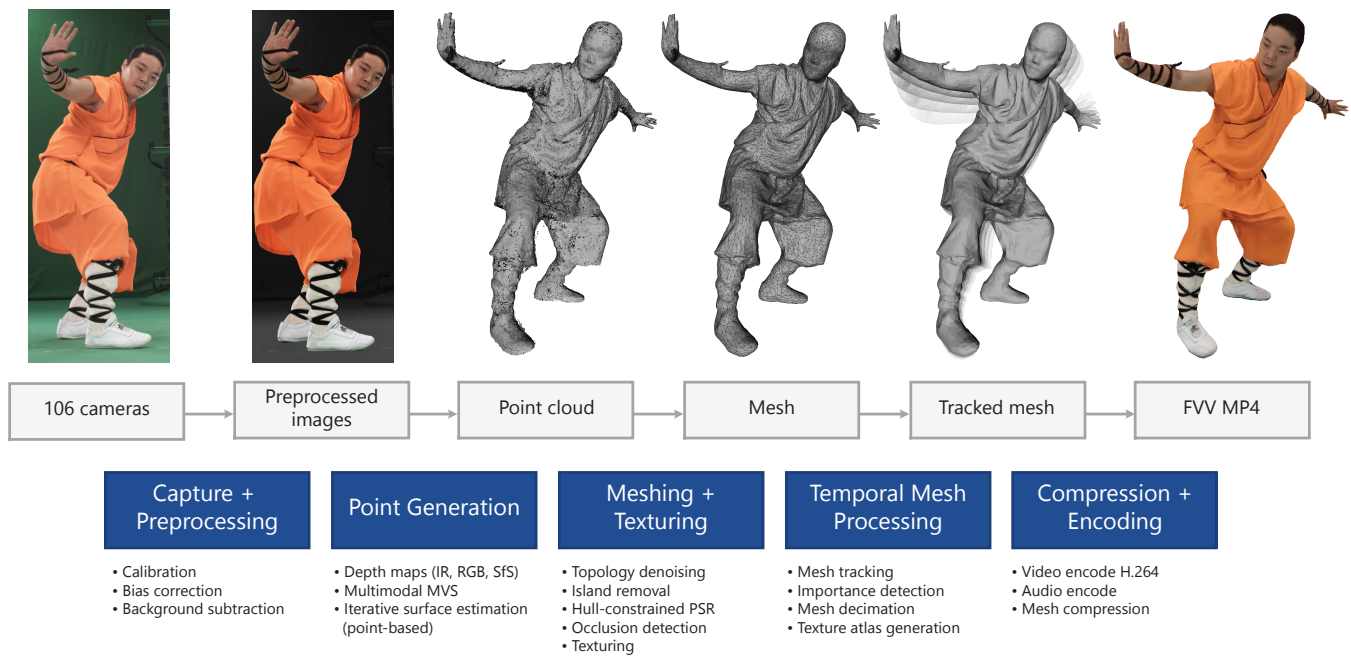 106 cameras
Preprocessed
images
Point cloud
Mesh
Tracked mesh
FVV MP4
Capture +
Preprocessing
• Calibration
• Bias correction
• Background subtraction
Point Generation
• Depth maps (IR, RGB, SfS)
• Multimodal MVS
• Iterative surface estimation
(point-based)
Meshing +
Texturing
• Topology denoising
• Island removal
• Hull-constrained PSR
• Occlusion detection
• Texturing
Temporal Mesh
Processing
• Mesh tracking
• Importance detection
• Mesh decimation
• Texture atlas generation
Compression +
Encoding
• Video encode H.264
• Audio encode
• Mesh compression